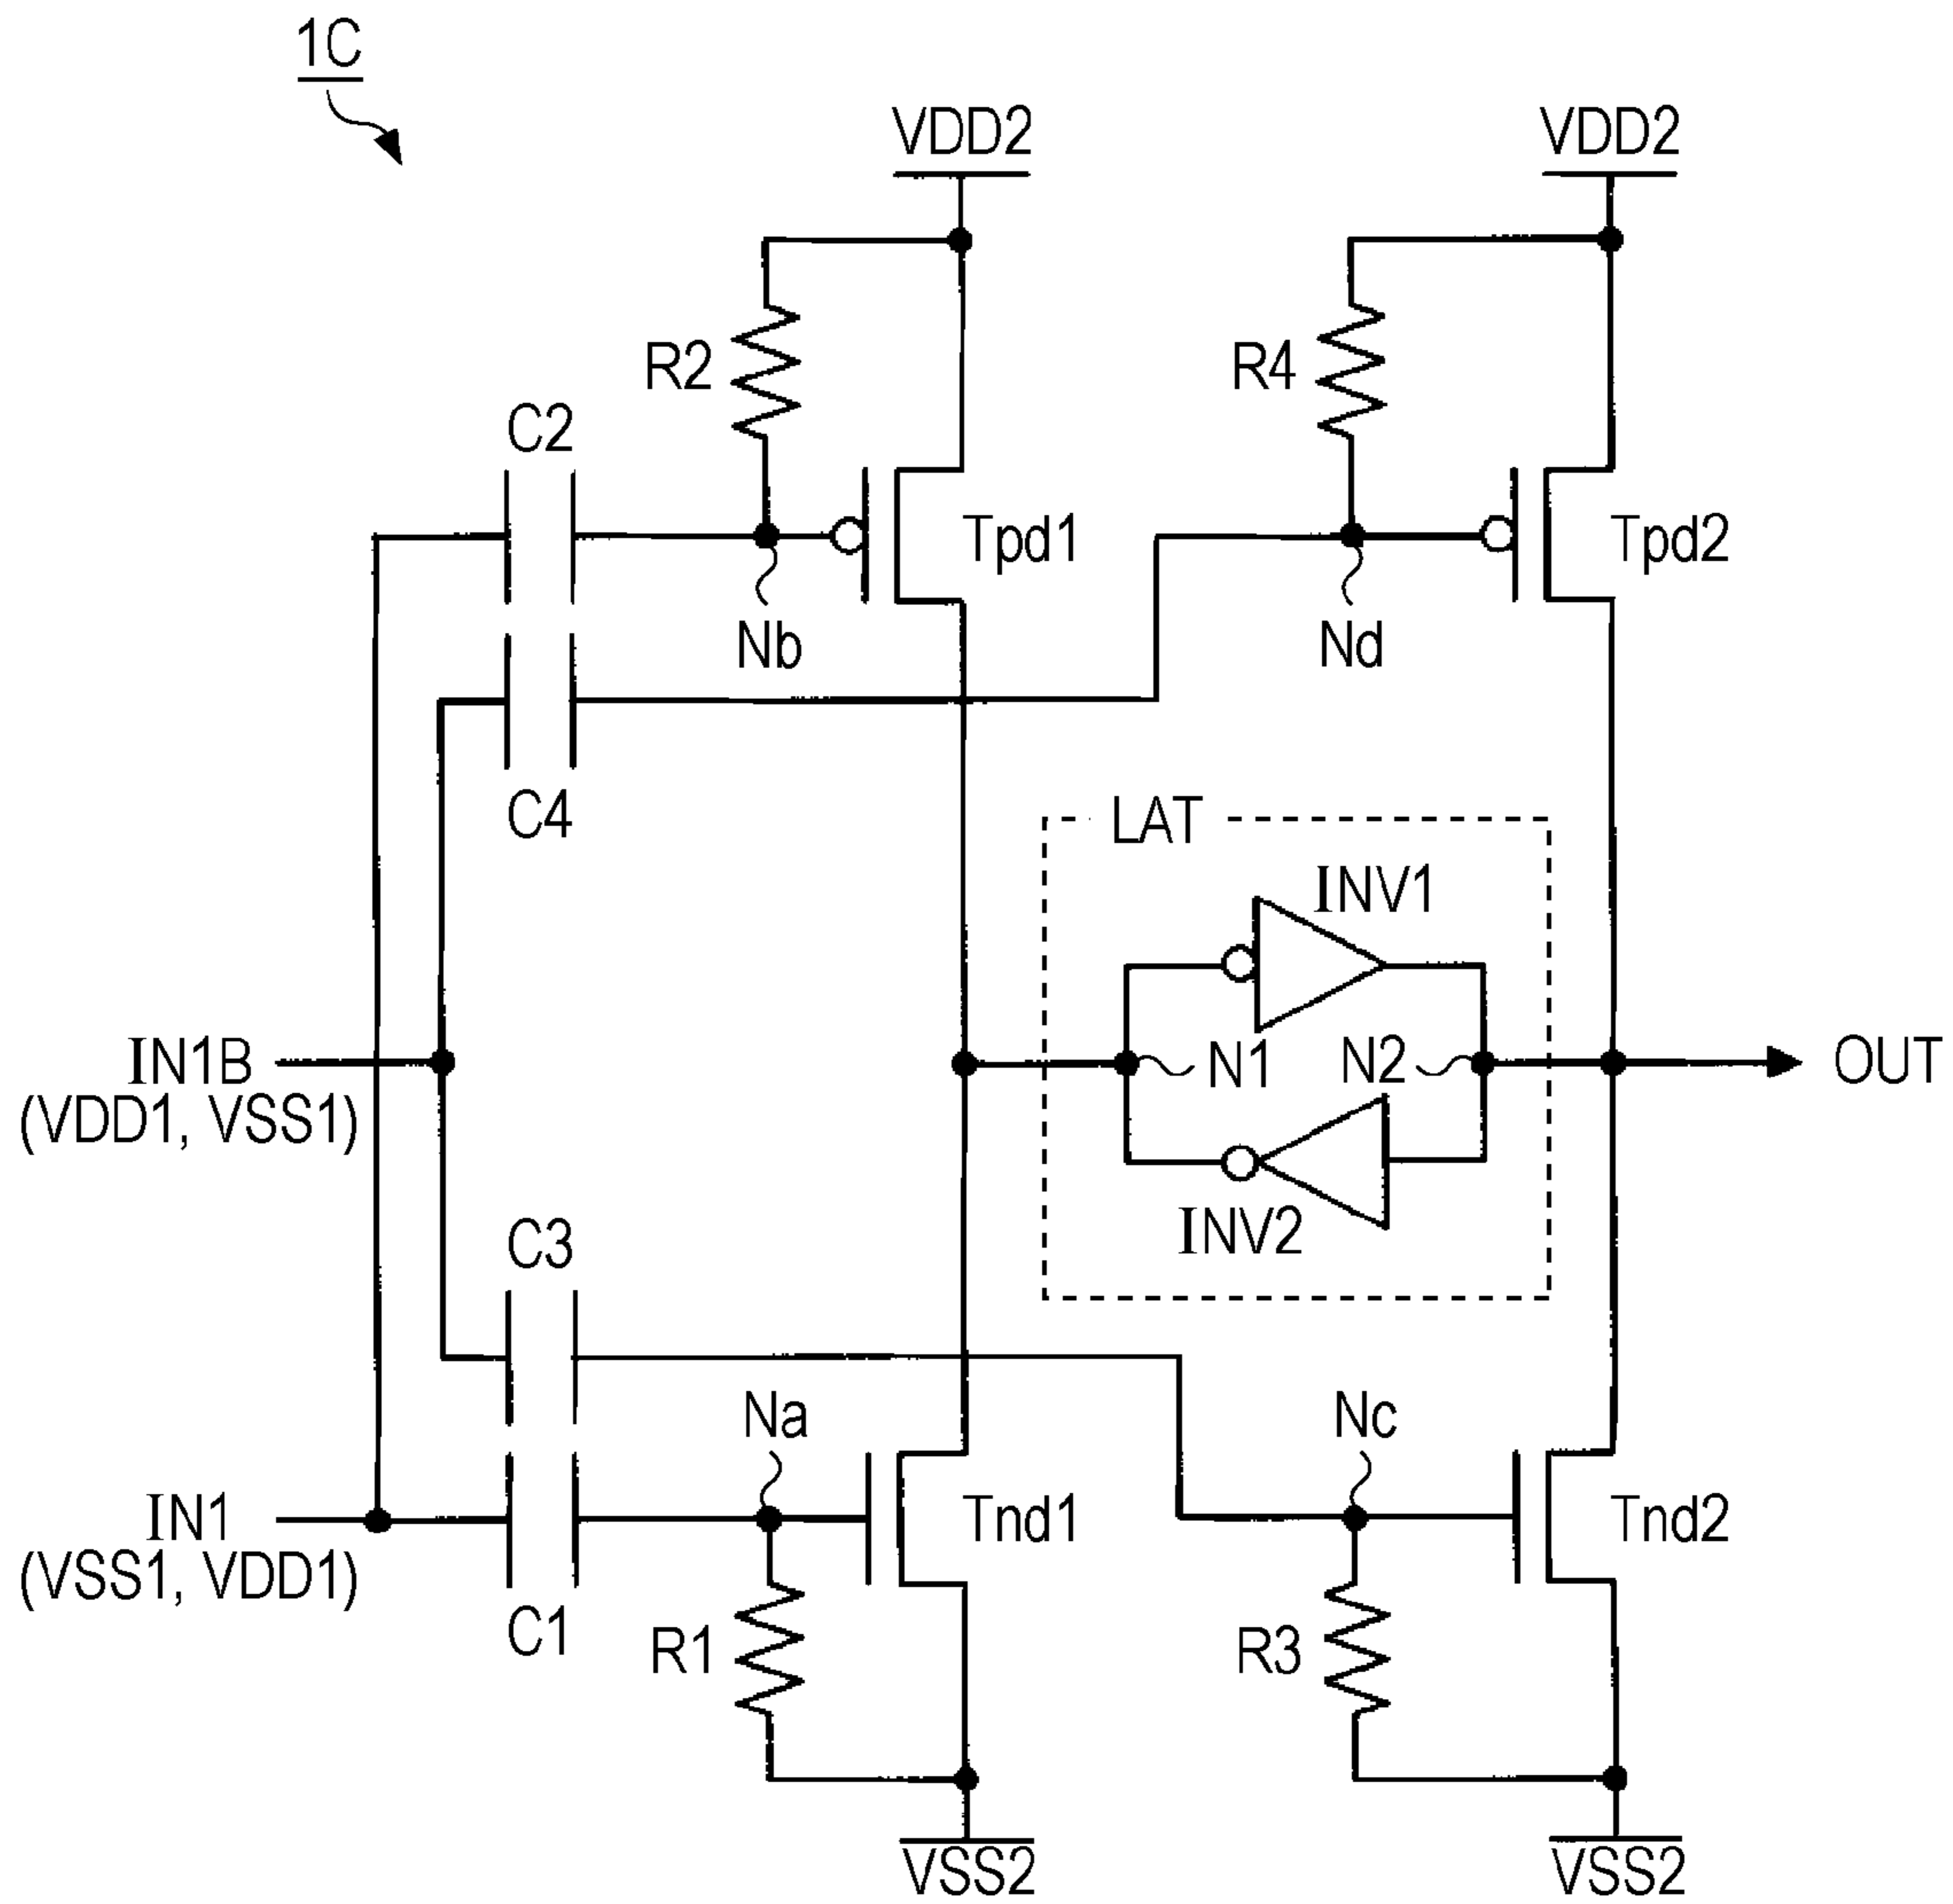 1C
VDD2
VDD2
R2
R4
C2
Tpd1
Tpd2
Nb
Nd
C4
LAT
INV1
IN1B
(VDD1, VSS1)
N1
N2
OUT
INV2
C3
Na
Nc
IN1
(VSS1, VDD1)
Tnd1
Tnd2
C1
R1
R3
VSS2
VSS2